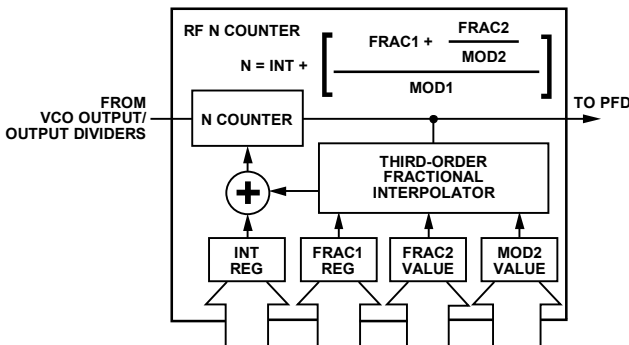 RF N COUNTER
N = INT +
FRAC1 +
FRAC2
MOD2
MOD1
FROM
VCO OUTPUT/
OUTPUT DIVIDERS
N COUNTER
TO PFD
THIRD-ORDER
FRACTIONAL
INTERPOLATOR
+
INT
REG
FRAC1
REG
FRAC2
VALUE
MOD2
VALUE